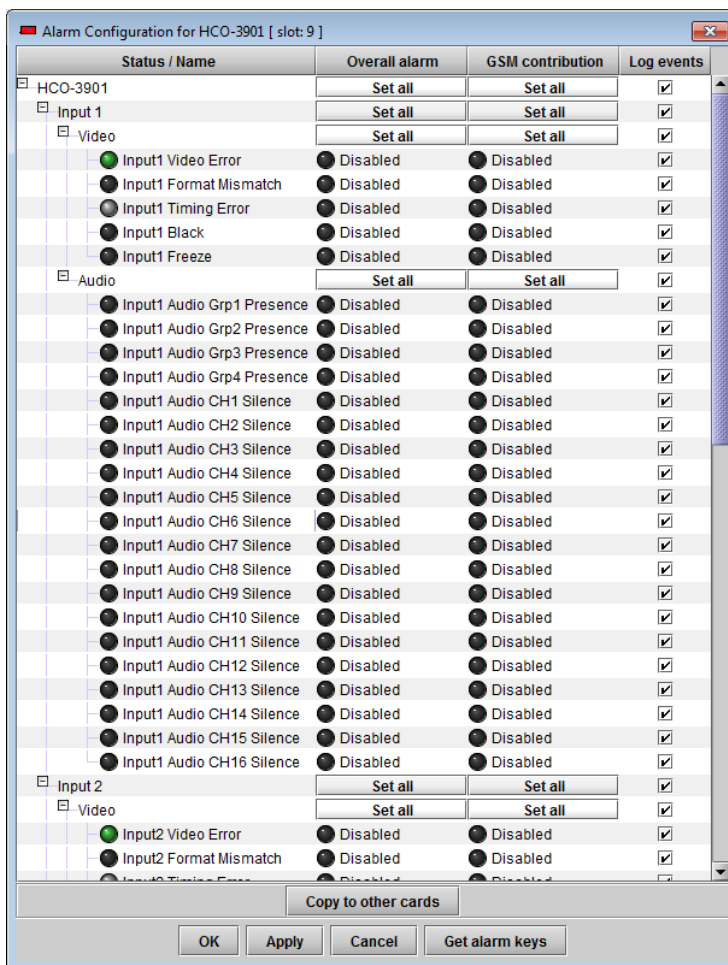 Alarm Configuration for HCO-3901 [ slot: 9 ]
Status / Name Overall alarm GSM contribution Log events
HCO-3901 Set all Set all
Input 1 Set all Set all
Video Set all Set all
Input1 Video Error Disabled Disabled
Input1 Format Mismatch Disabled Disabled
Input1 Timing Error Disabled Disabled
Input1 Black Disabled Disabled
Input1 Freeze Disabled Disabled
Audio Set all Set all
Input1 Audio Grp1 Presence Disabled Disabled
Input1 Audio Grp2 Presence Disabled Disabled
Input1 Audio Grp3 Presence Disabled Disabled
Input1 Audio Grp4 Presence Disabled Disabled
Input1 Audio CH1 Silence Disabled Disabled
Input1 Audio CH2 Silence Disabled Disabled
Input1 Audio CH3 Silence Disabled Disabled
Input1 Audio CH4 Silence Disabled Disabled
Input1 Audio CH5 Silence Disabled Disabled
Input1 Audio CH6 Silence Disabled Disabled
Input1 Audio CH7 Silence Disabled Disabled
Input1 Audio CH8 Silence Disabled Disabled
Input1 Audio CH9 Silence Disabled Disabled
Input1 Audio CH10 Silence Disabled Disabled
Input1 Audio CH11 Silence Disabled Disabled
Input1 Audio CH12 Silence Disabled Disabled
Input1 Audio CH13 Silence Disabled Disabled
Input1 Audio CH14 Silence Disabled Disabled
Input1 Audio CH15 Silence Disabled Disabled
Input1 Audio CH16 Silence Disabled Disabled
Input 2 Set all Set all
Video Set all Set all
Input2 Video Error Disabled Disabled
Input2 Format Mismatch Disabled Disabled
Input2 Timing Error Disabled Disabled
Copy to other cards
OK Apply Cancel Get alarm keys